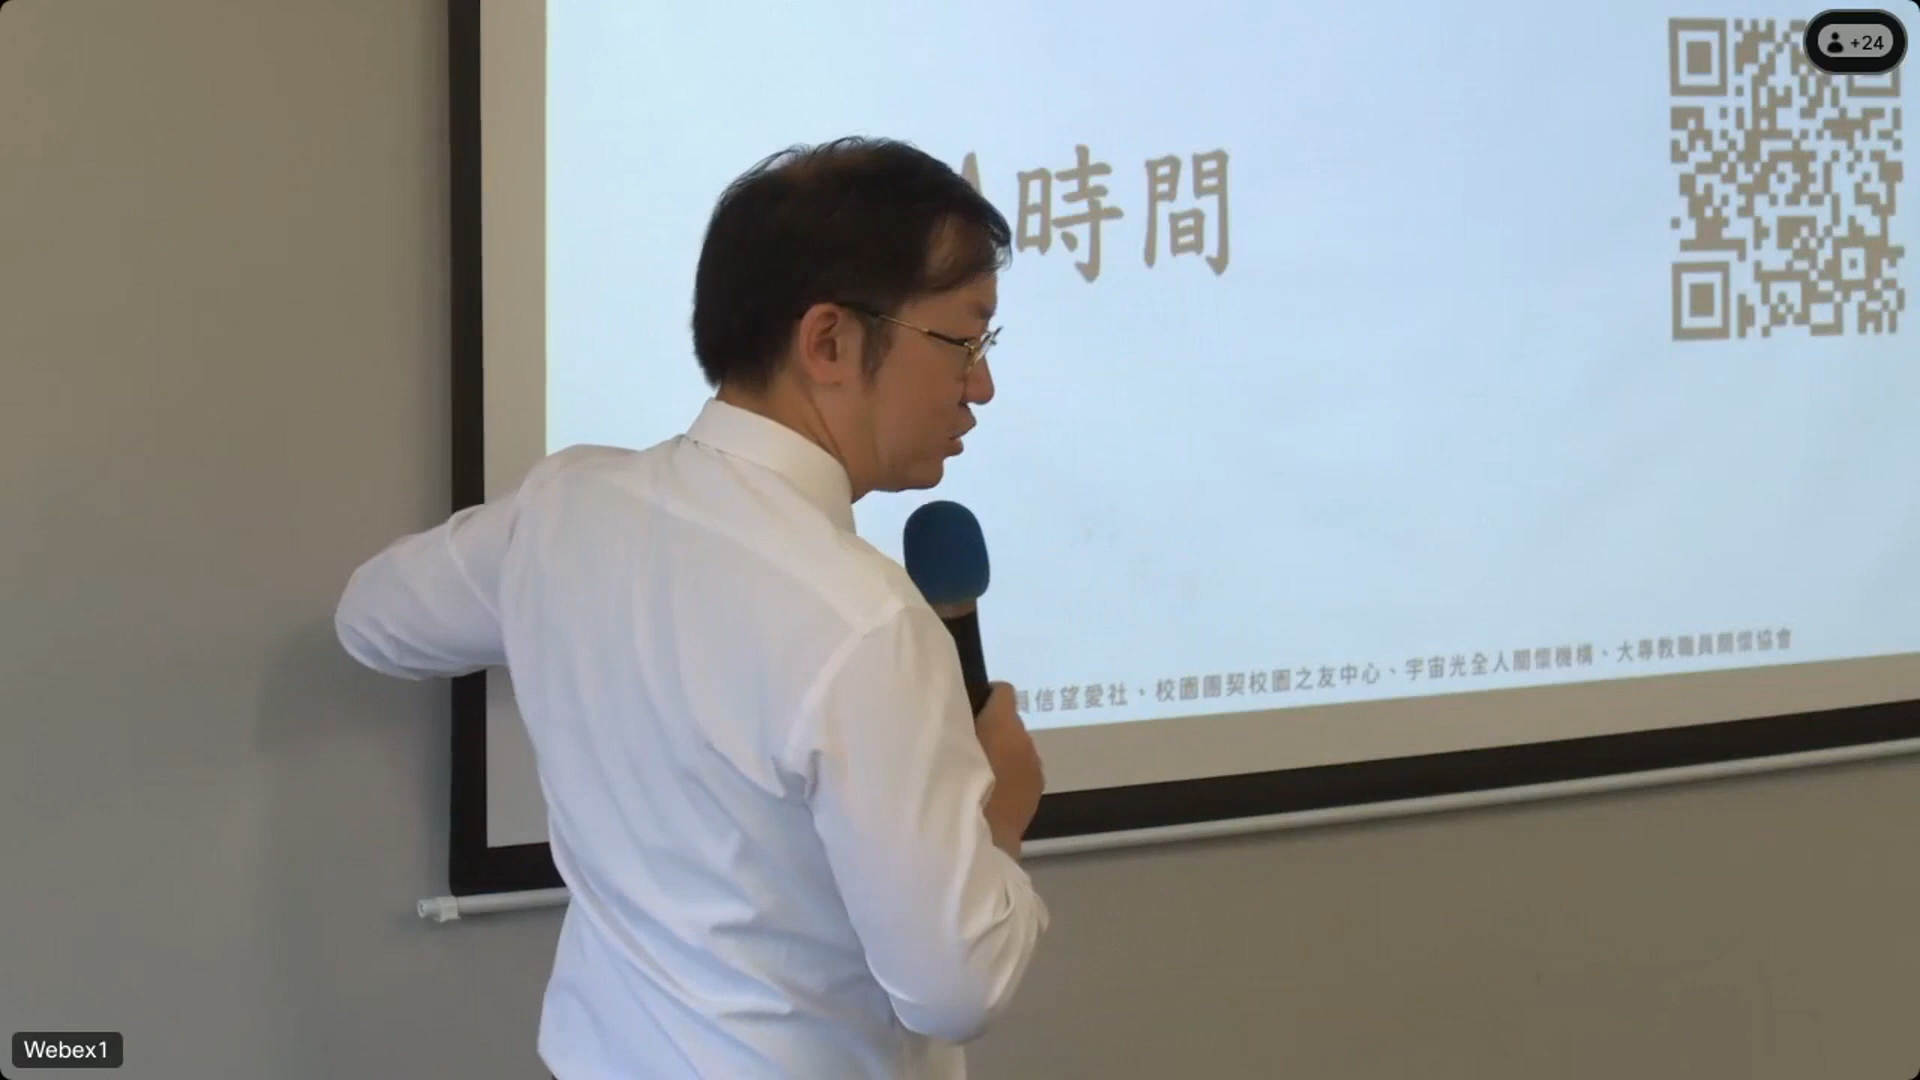 +24
時間
員信望愛社、校園團契校園之友中心、宇宙光全人關懷機構、大專教職員關懷協會
Webex1